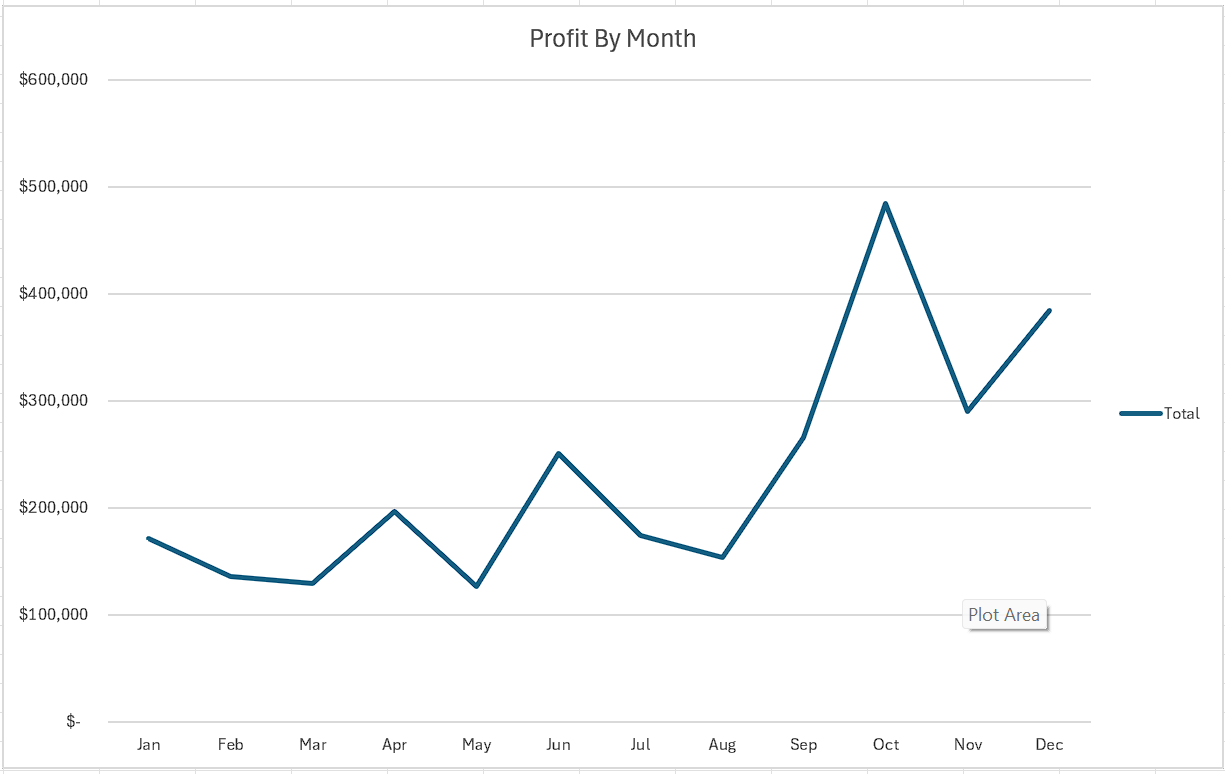 Profit By Month
$600,000
$500,000
$400,000
$300,000
$200,000
$100,000
$-
Jan Feb Mar Apr May Jun Jul Aug Sep Oct Nov Dec
Total
Plot Area